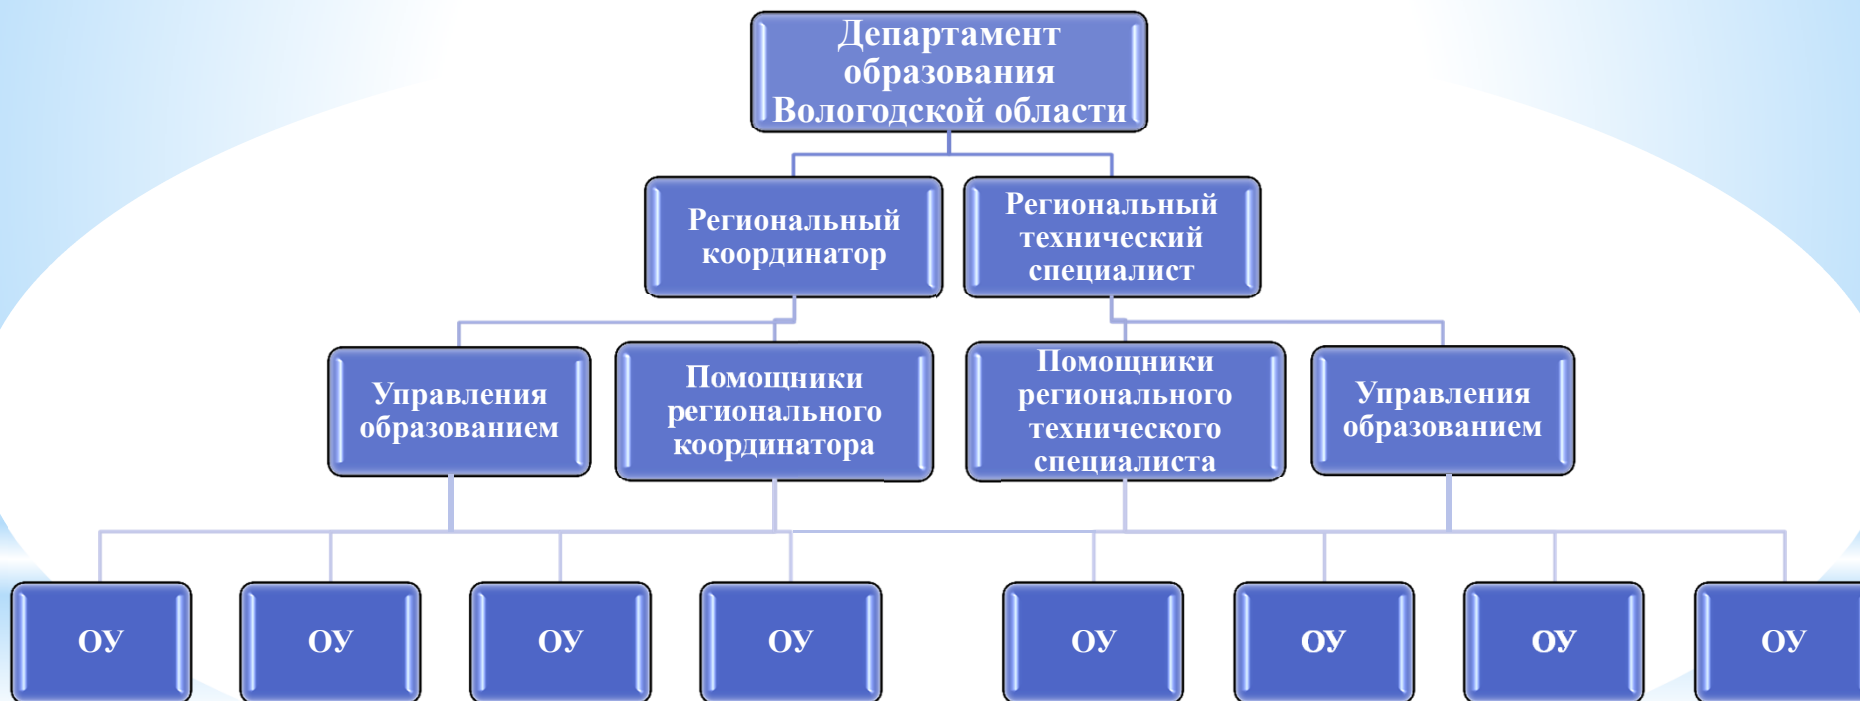 Департамент
образования
Вологодской области
Региональный
координатор
Региональный
технический
специалист
Управления
образованием
Помощники
регионального
координатора
Помощники
регионального
технического
специалиста
Управления
образованием
ОУ
ОУ
ОУ
ОУ
ОУ
ОУ
ОУ
ОУ